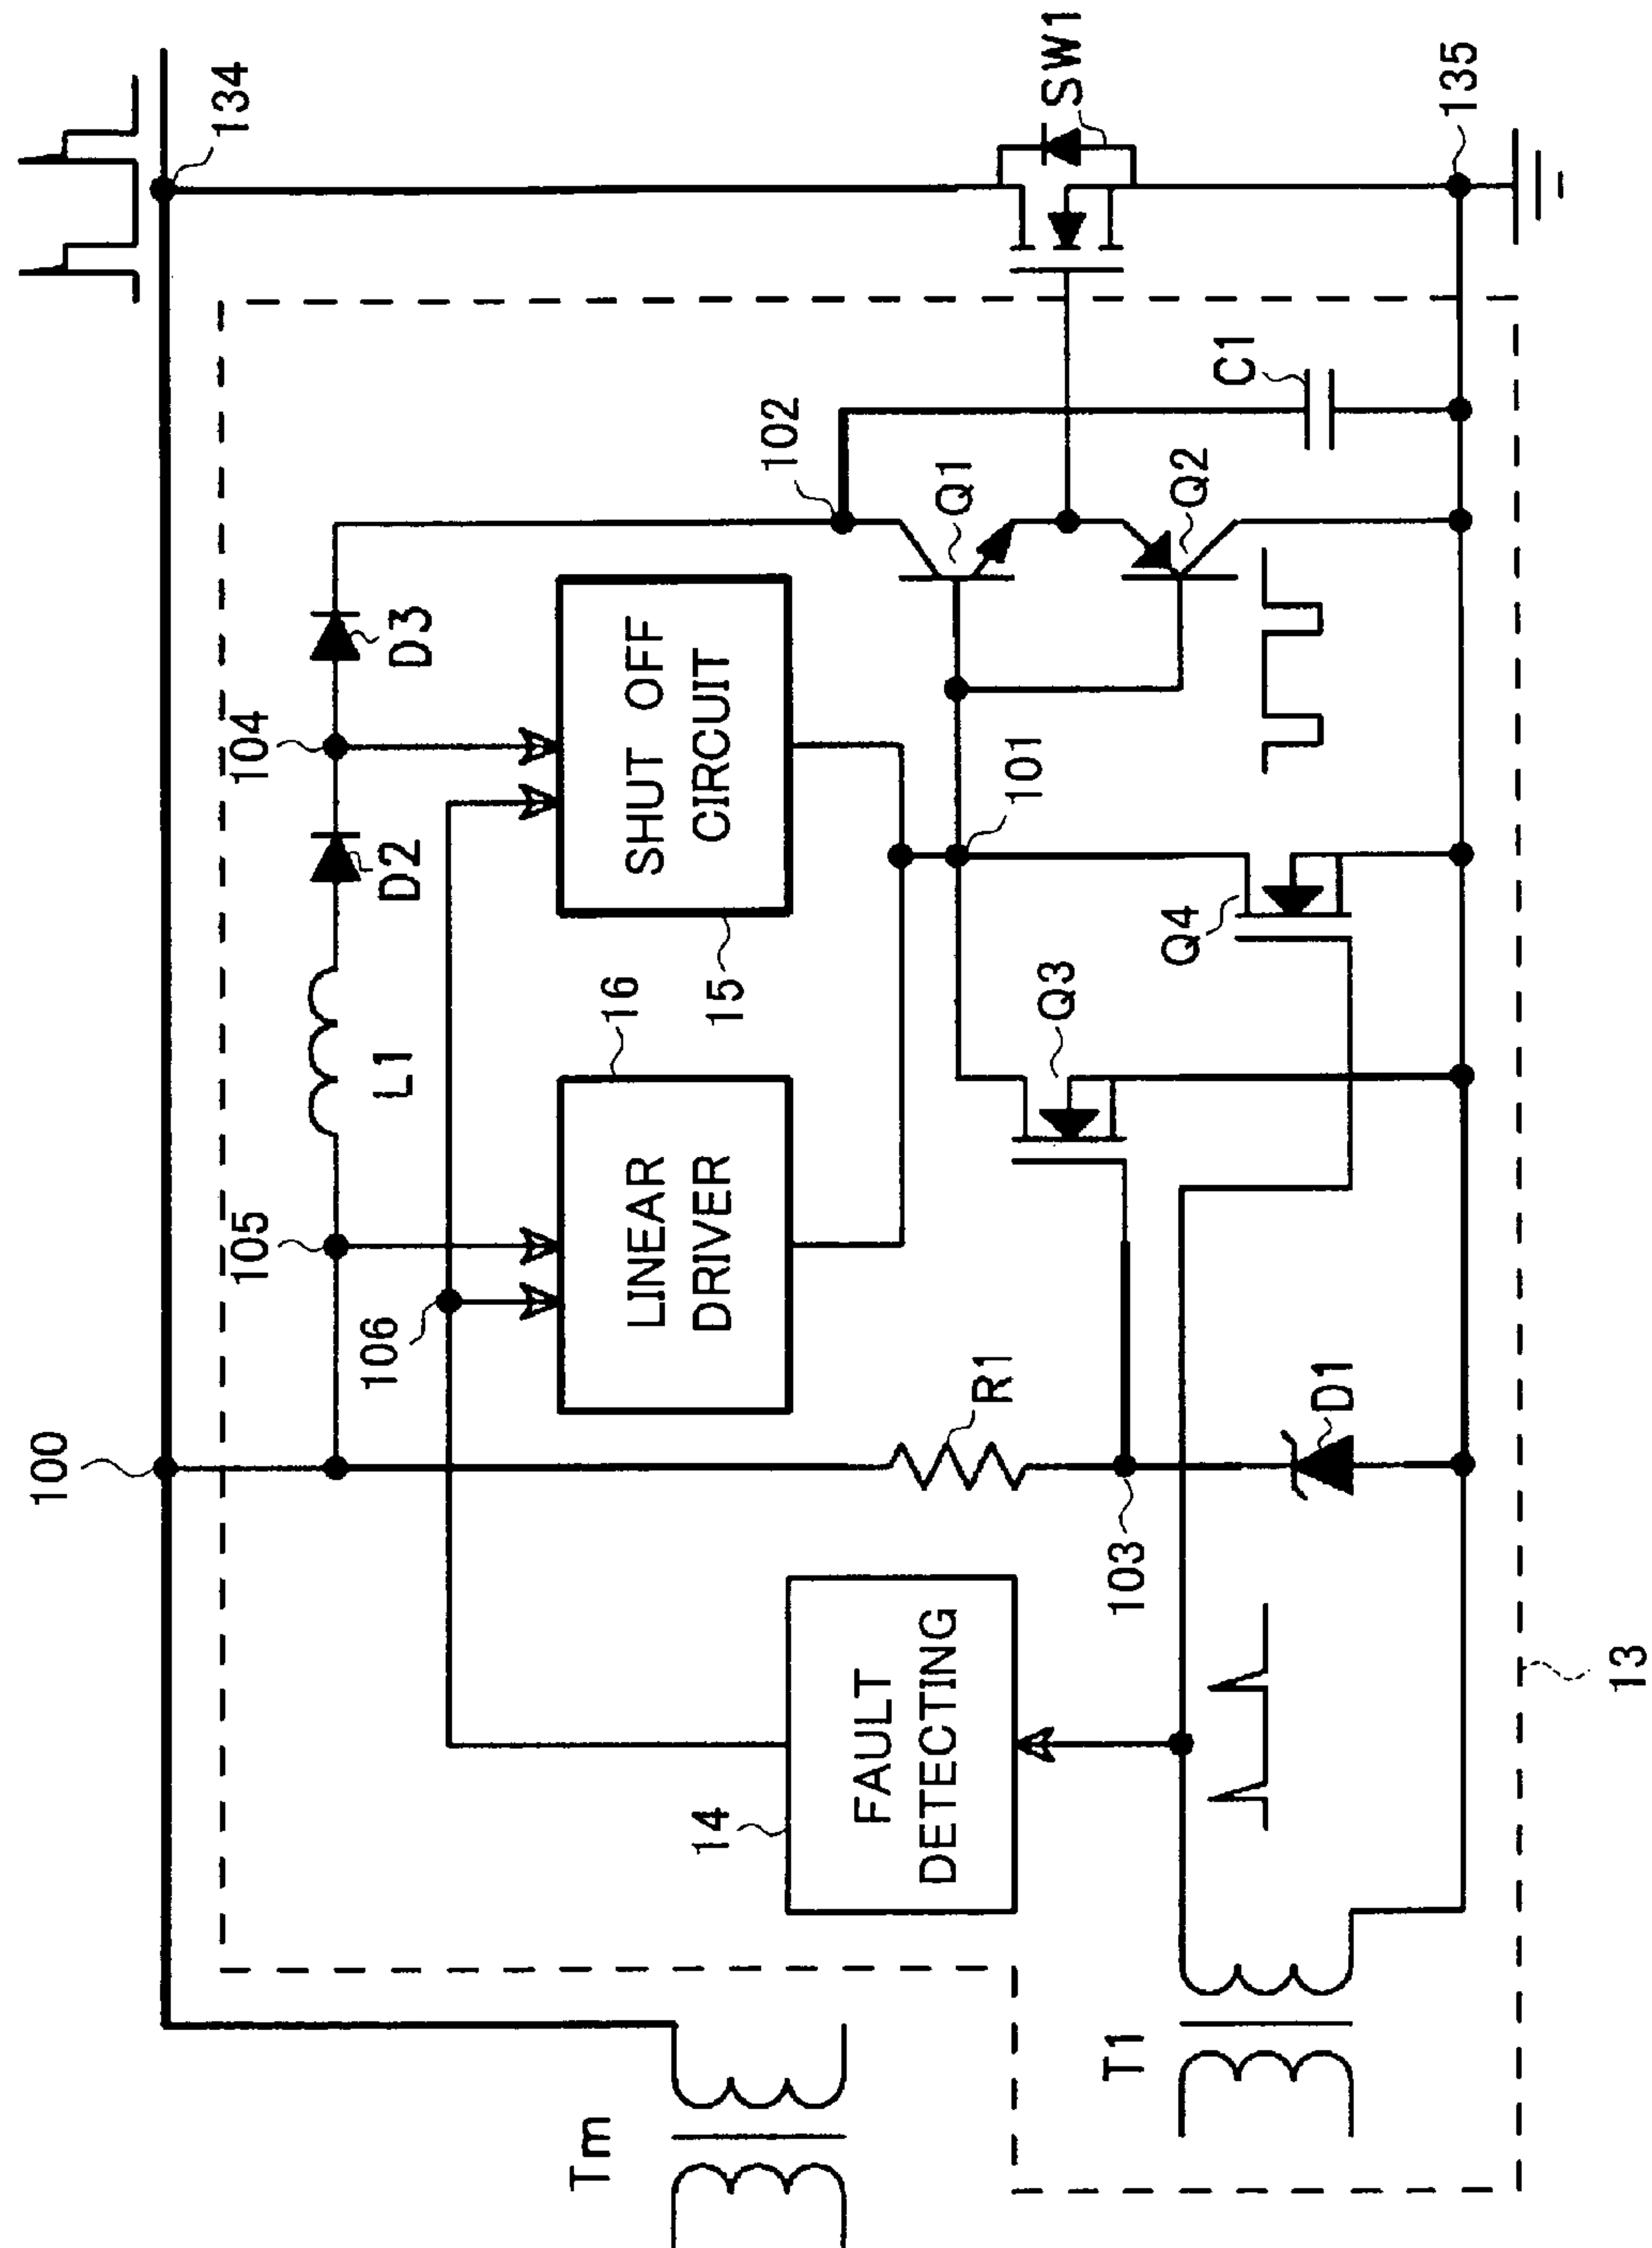 100
134
105
104
L1
D2
D3
106
16
15
102
LINEAR
DRIVER
SHUT OFF
CIRCUIT
14
FAULT
DETECTING
R1
101
Q1
SW1
103
Q3
Q4
Q2
C1
D1
135
Tm
T1
13